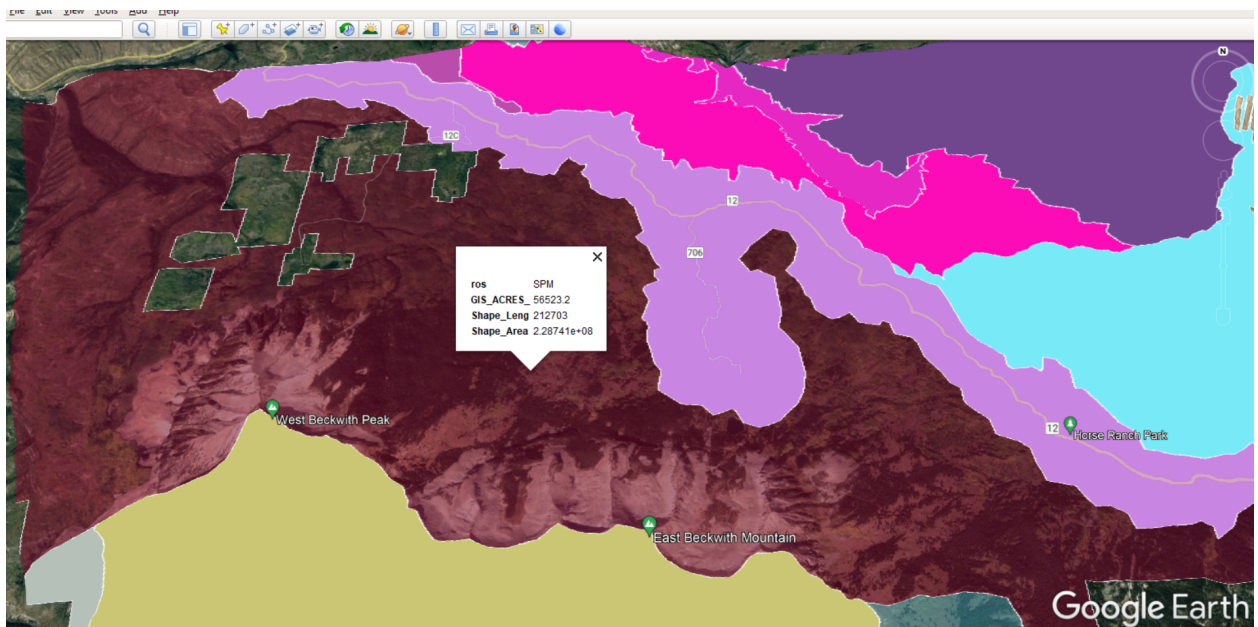 File Edit View Tools Add Help
N
12C
12
706
ros SPM
GIS_ACRES_ 56523.2
Shape_Leng 212703
Shape_Area 2.28741e+08
West Beckwith Peak
12
Horse Ranch Park
East Beckwith Mountain
Google Earth